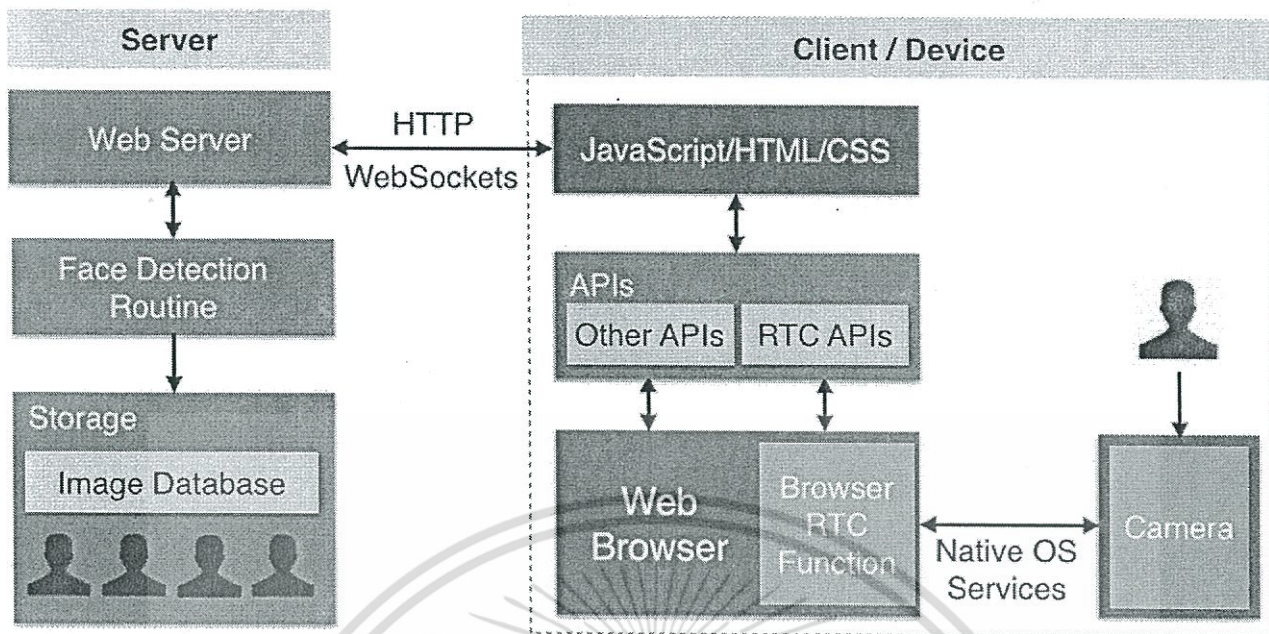 Server
Web Server
Face Detection
Routine
Storage
Image Database
HTTP
WebSockets
Client / Device
JavaScript/HTML/CSS
APIs
Other APIs
RTC APIs
Web
Browser
Browser
RTC
Function
Native OS
Services
Camera